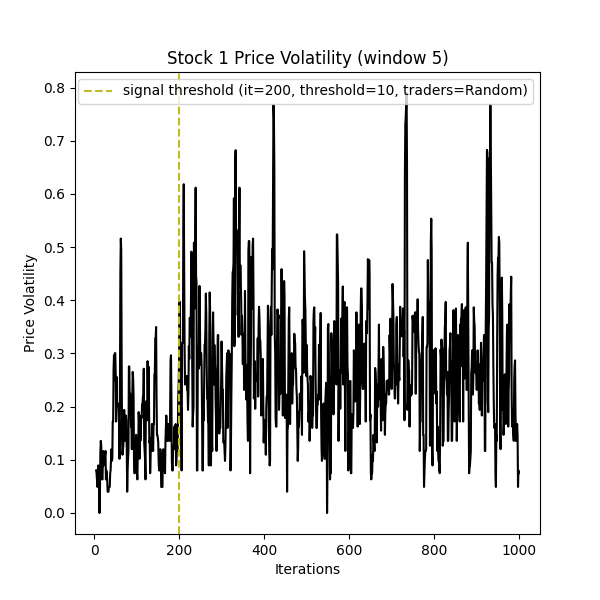 Stock 1 Price Volatility (window 5)
signal threshold (it=200, threshold=10, traders=Random)
Price Volatility
0.8
0.7
0.6
0.5
0.4
0.3
0.2
0.1
0.0
0 200 400 600 800 1000
Iterations